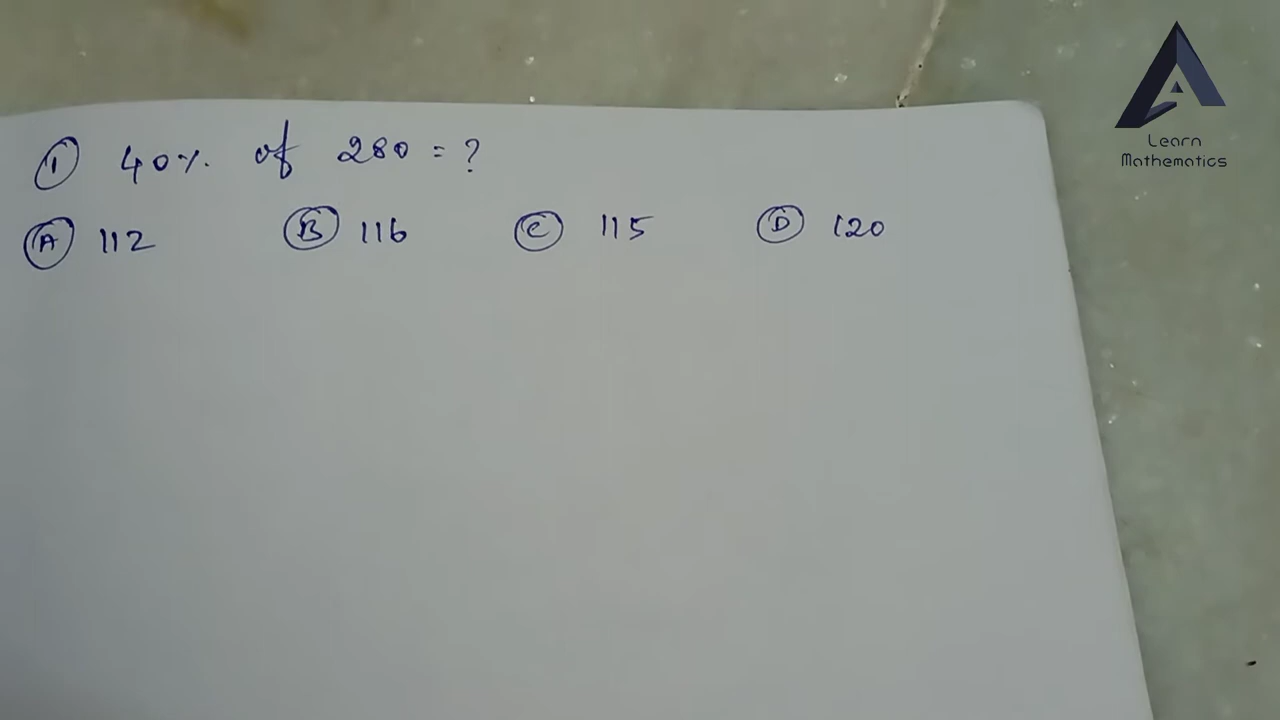 ① 40% of 280 = ?
Ⓐ 112 Ⓑ 116 Ⓒ 115 Ⓓ 120
Learn
Mathematics